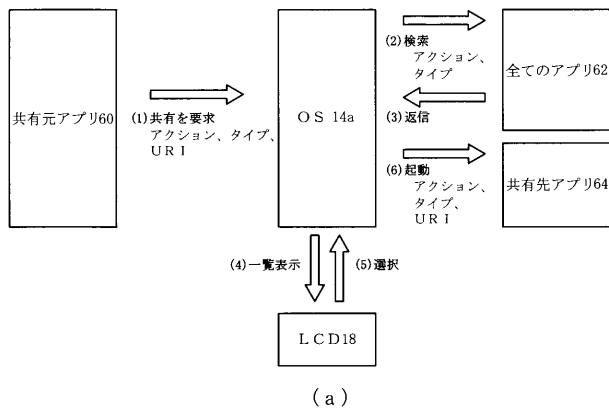 共有元アプリ60
(1)共有を要求
アクション、タイプ、
ＵＲＩ
ＯＳ 14a
(2)検索
アクション、
タイプ
全てのアプリ62
(3)返信
(6)起動
アクション、
タイプ、
ＵＲＩ
共有先アプリ64
(4)一覧表示
(5)選択
ＬＣＤ18
(a)